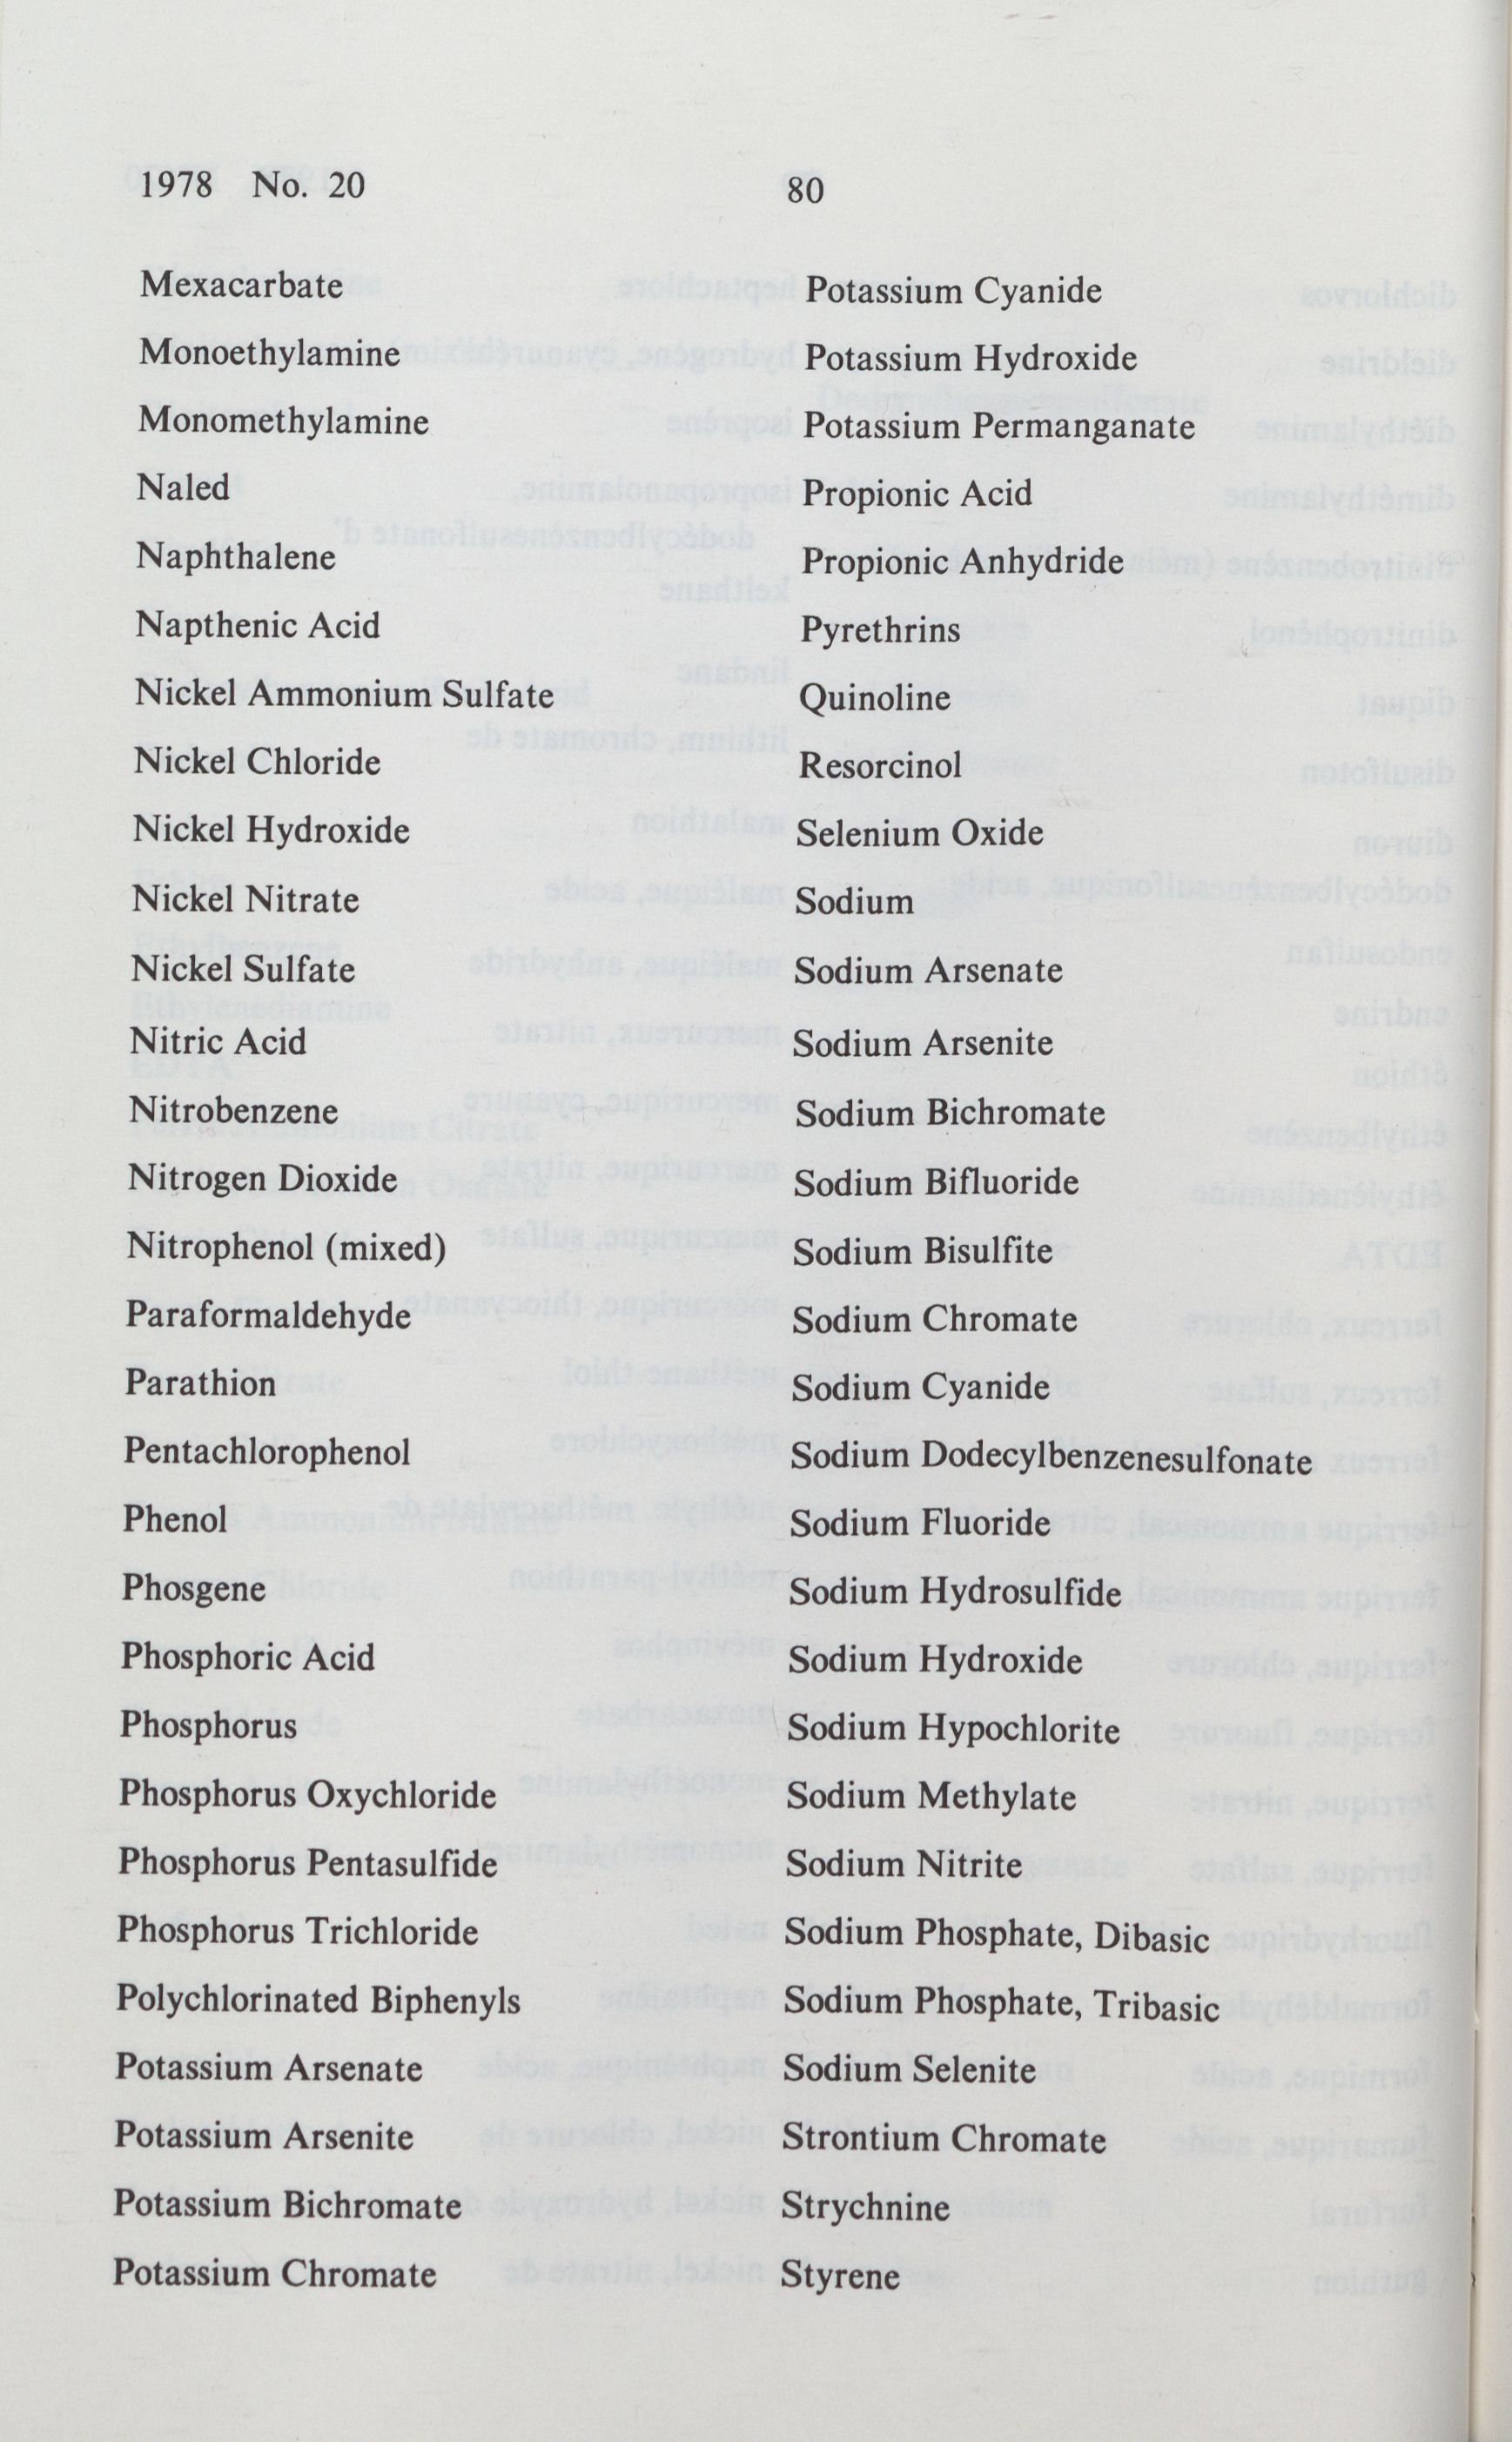 1978 No. 20
80
Mexacarbate
Monoethylamine
Monomethylamine
Naled
Naphthalene
Napthenic Acid
Nickel Ammonium Sulfate
Nickel Chloride
Nickel Hydroxide
Nickel Nitrate
Nickel Sulfate
Nitric Acid
Nitrobenzene
Nitrogen Dioxide
Nitrophenol (mixed)
Paraformaldehyde
Parathion
Pentachlorophenol
Phenol
Phosgene
Phosphoric Acid
Phosphorus
Phosphorus Oxychloride
Phosphorus Pentasulfide
Phosphorus Trichloride
Polychlorinated Biphenyls
Potassium Arsenate
Potassium Arsenite
Potassium Bichromate
Potassium Chromate
Potassium Cyanide
Potassium Hydroxide
Potassium Permanganate
Propionic Acid
Propionic Anhydride
Pyrethrins
Quinoline
Resorcinol
Selenium Oxide
Sodium
Sodium Arsenate
Sodium Arsenite
Sodium Bichromate
Sodium Bifluoride
Sodium Bisulfite
Sodium Chromate
Sodium Cyanide
Sodium Dodecylbenzenesulfonate
Sodium Fluoride
Sodium Hydrosulfide
Sodium Hydroxide
Sodium Hypochlorite
Sodium Methylate
Sodium Nitrite
Sodium Phosphate, Dibasic
Sodium Phosphate, Tribasic
Sodium Selenite
Strontium Chromate
Strychnine
Styrene